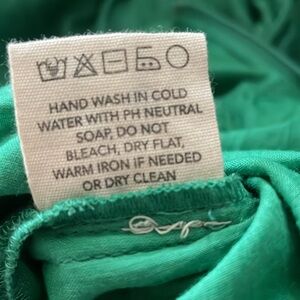 HAND WASH IN COLD
WATER WITH PH NEUTRAL
SOAP, DO NOT
BLEACH, DRY FLAT,
WARM IRON IF NEEDED
OR DRY CLEAN